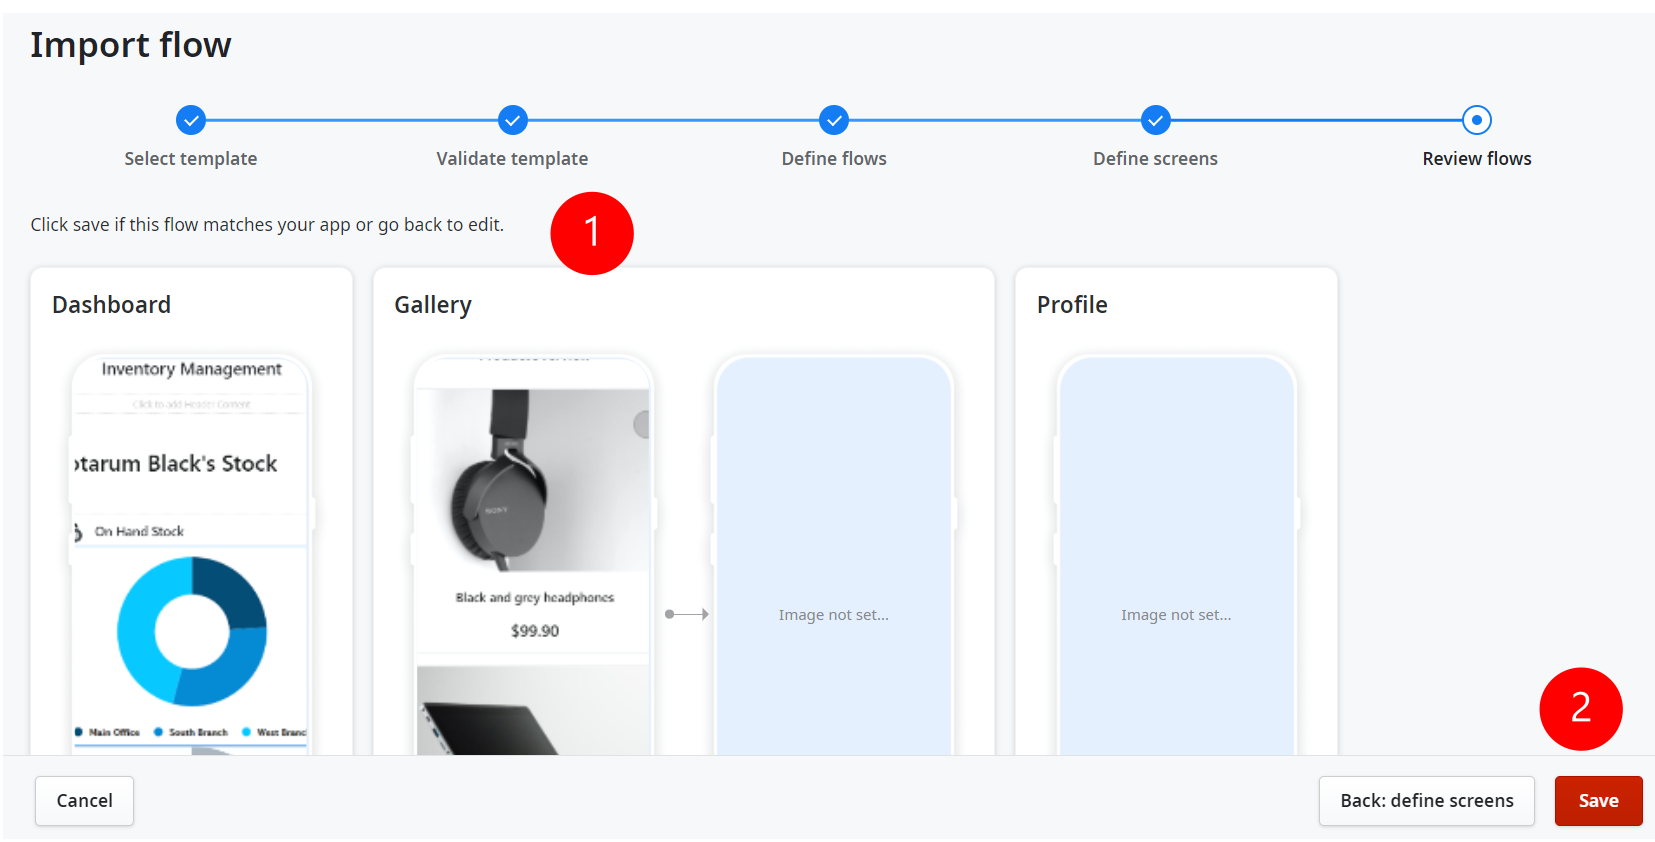 Import flow
Select template
Validate template
Define flows
Define screens
Review flows
Click save if this flow matches your app or go back to edit.
1
Dashboard
Inventory Management
Click to add Header Content
otarum Black's Stock
On Hand Stock
Main Office
South Branch
West Branc
Gallery
SONY
Black and grey headphones
$99.90
Image not set...
Profile
Image not set...
2
Cancel
Back: define screens
Save